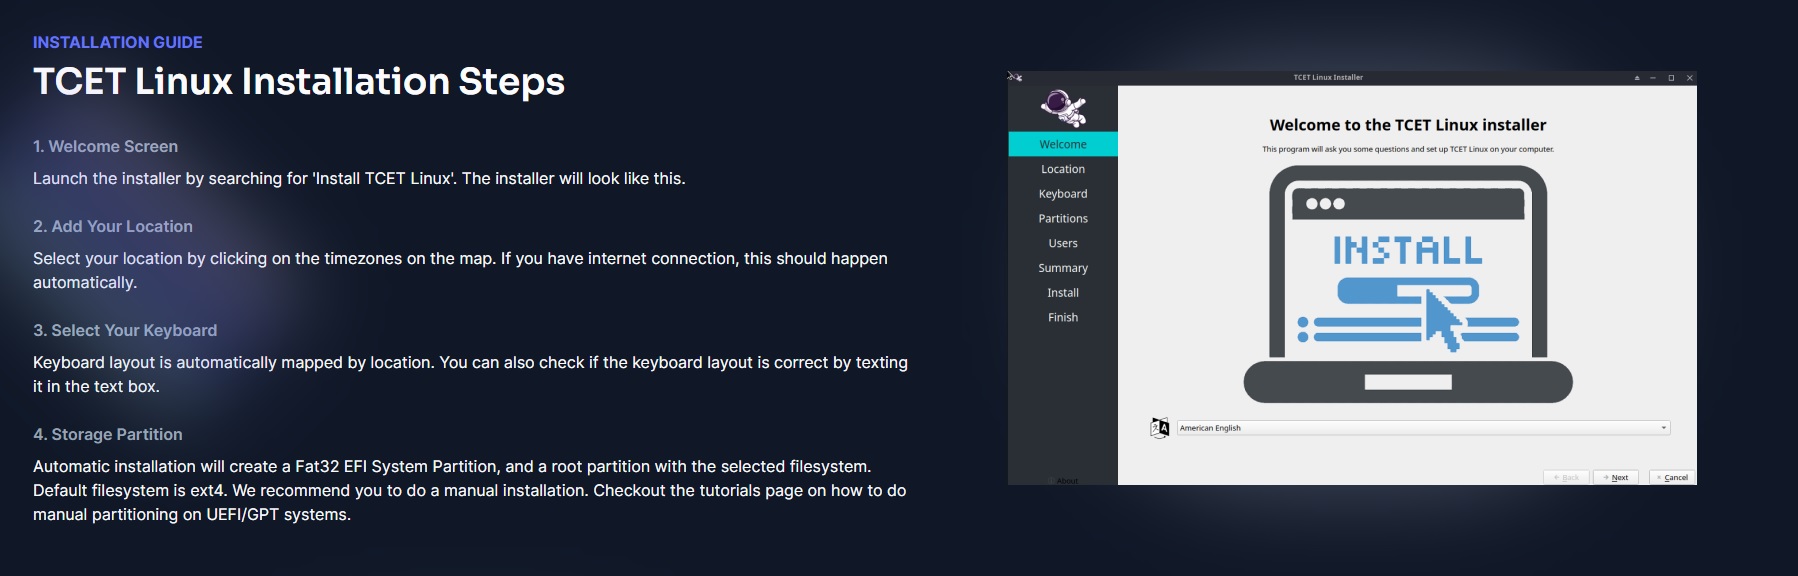 INSTALLATION GUIDE
TCET Linux Installation Steps
1. Welcome Screen
Launch the installer by searching for 'Install TCET Linux'. The installer will look like this.
2. Add Your Location
Select your location by clicking on the timezones on the map. If you have internet connection, this should happen
automatically.
3. Select Your Keyboard
Keyboard layout is automatically mapped by location. You can also check if the keyboard layout is correct by texting
it in the text box.
4. Storage Partition
Automatic installation will create a Fat32 EFI System Partition, and a root partition with the selected filesystem.
Default filesystem is ext4. We recommend you to do a manual installation. Checkout the tutorials page on how to do
manual partitioning on UEFI/GPT systems.
TCET Linux Installer
Welcome
Location
Keyboard
Partitions
Users
Summary
Install
Finish
About
Welcome to the TCET Linux installer
This program will ask you some questions and set up TCET Linux on your computer.
INSTALL
A
American English
Back
Next
Cancel